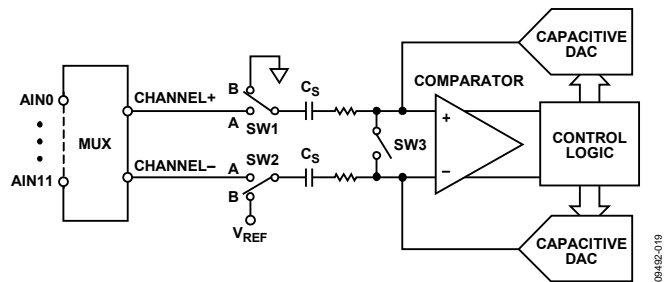 CAPACITIVE
DAC
COMPARATOR
B
CHANNEL+
A
SW1
CS
+
AIN0
MUX
SW3
CONTROL
LOGIC
AIN11
CHANNEL–
A
SW2
B
CS
–
VREF
CAPACITIVE
DAC
09492-019